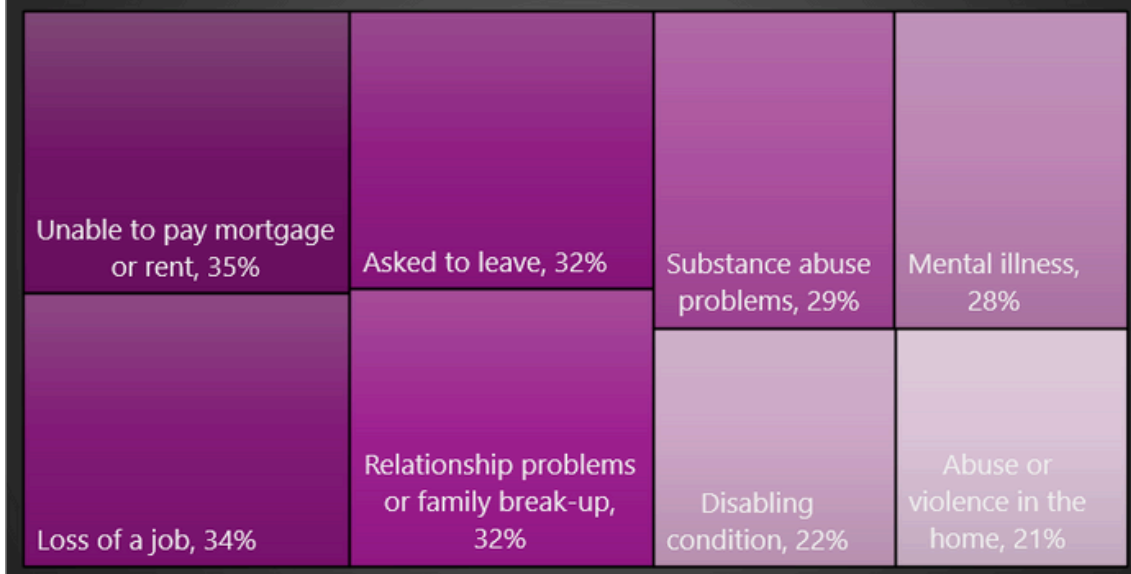 Unable to pay mortgage
or rent, 35%
Asked to leave, 32%
Substance abuse
problems, 29%
Mental illness,
28%
Loss of a job, 34%
Relationship problems
or family break-up,
32%
Disabling
condition, 22%
Abuse or
violence in the
home, 21%